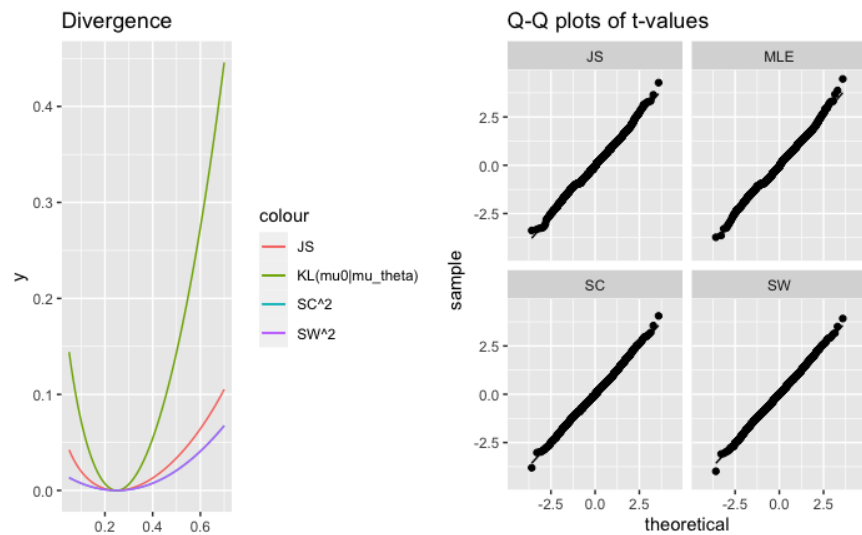 Divergence
y
0.4
0.3
0.2
0.1
0.0
0.2 0.4 0.6
colour
JS
KL(mu0|mu_theta)
SC^2
SW^2
Q-Q plots of t-values
JS MLE
2.5
0.0
-2.5
sample
SC SW
2.5
0.0
-2.5
-2.5 0.0 2.5 -2.5 0.0 2.5
theoretical